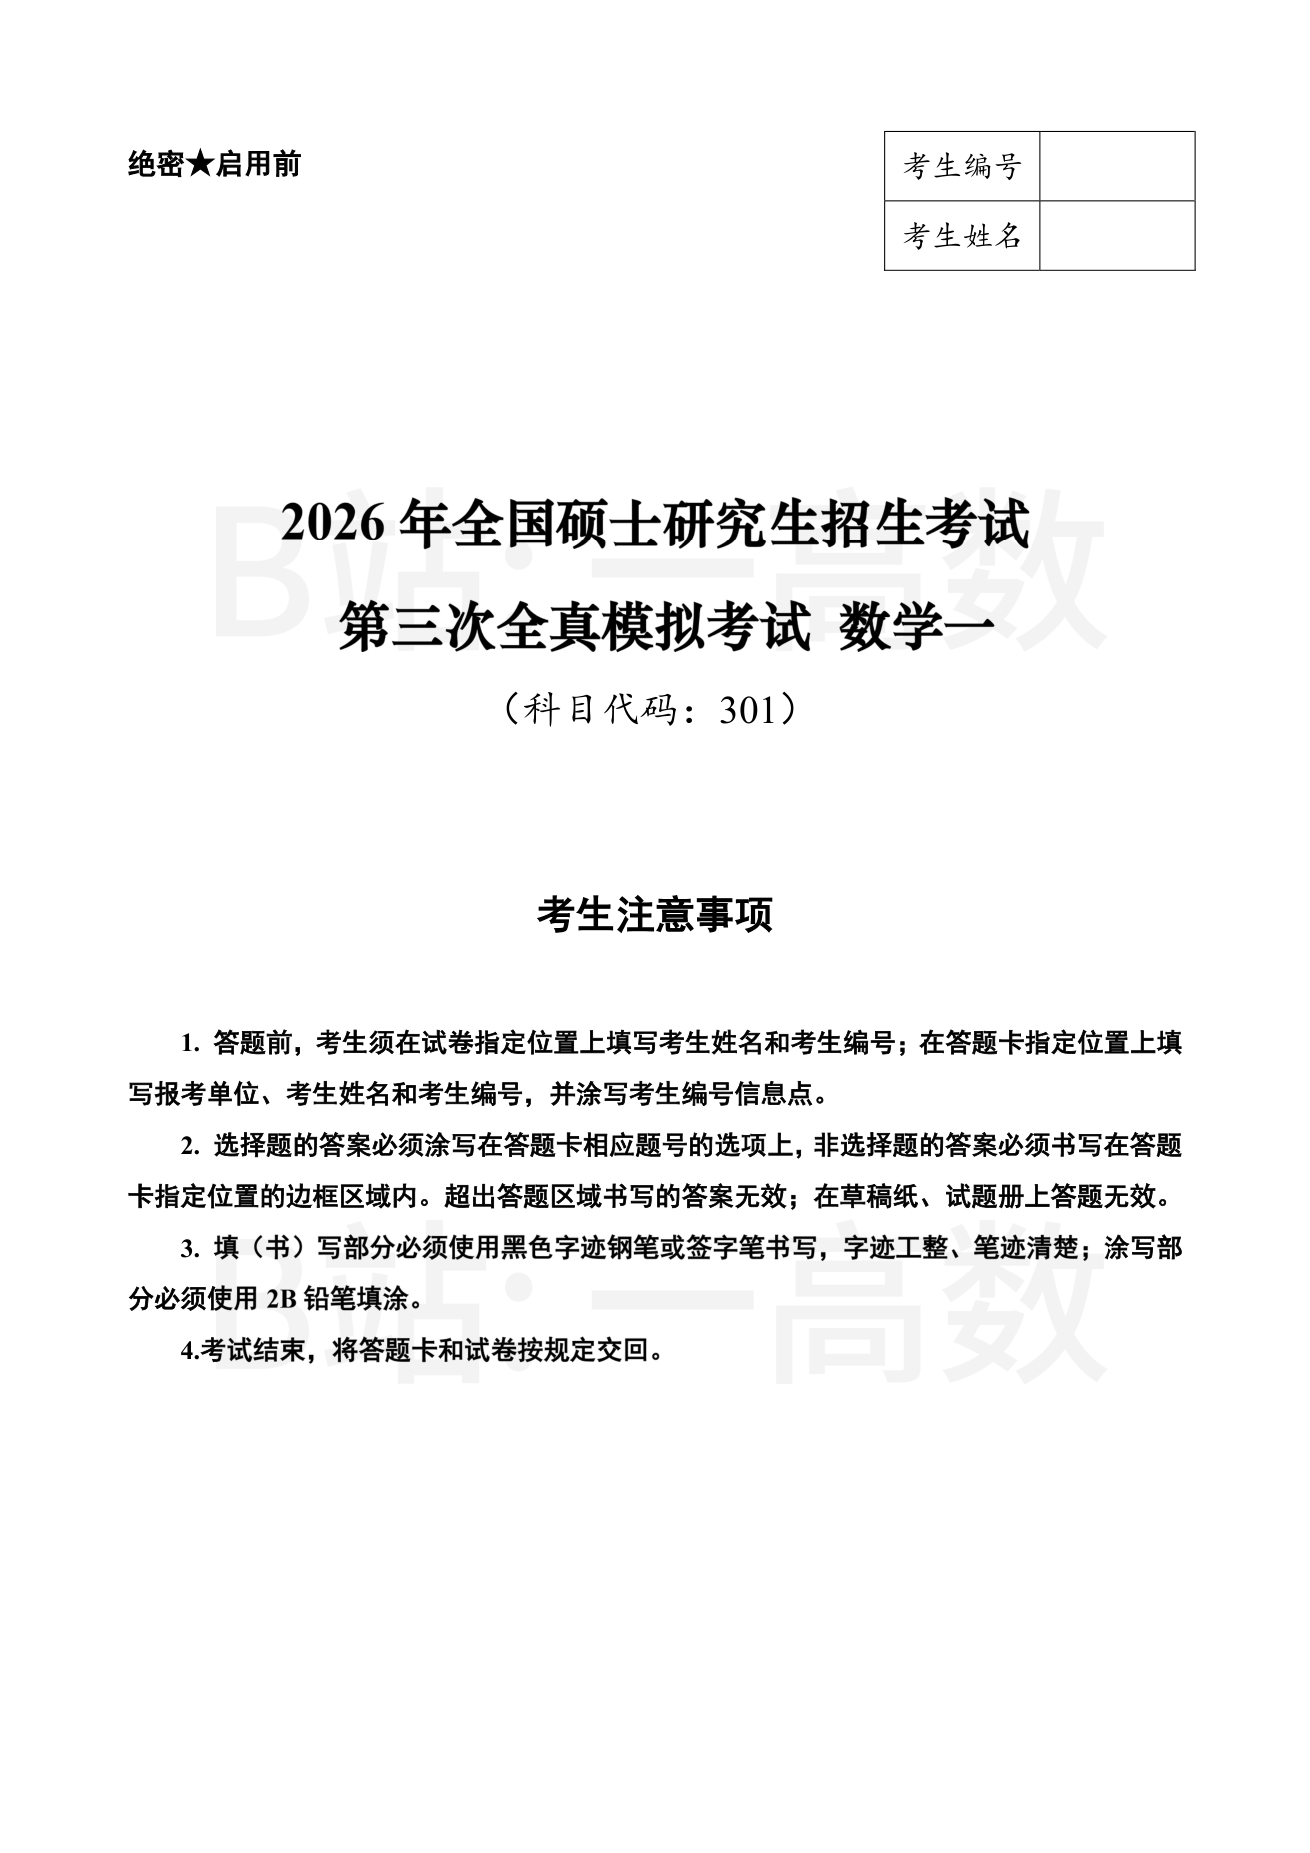 绝密★启用前
考生编号
考生姓名
B站：一高数
2026 年全国硕士研究生招生考试
第三次全真模拟考试 数学一
（科目代码：301）
考生注意事项
1. 答题前，考生须在试卷指定位置上填写考生姓名和考生编号；在答题卡指定位置上填
写报考单位、考生姓名和考生编号，并涂写考生编号信息点。
2. 选择题的答案必须涂写在答题卡相应题号的选项上，非选择题的答案必须书写在答题
卡指定位置的边框区域内。超出答题区域书写的答案无效；在草稿纸、试题册上答题无效。
B站：一高数
3. 填（书）写部分必须使用黑色字迹钢笔或签字笔书写，字迹工整、笔迹清楚；涂写部
分必须使用 2B 铅笔填涂。
4.考试结束，将答题卡和试卷按规定交回。